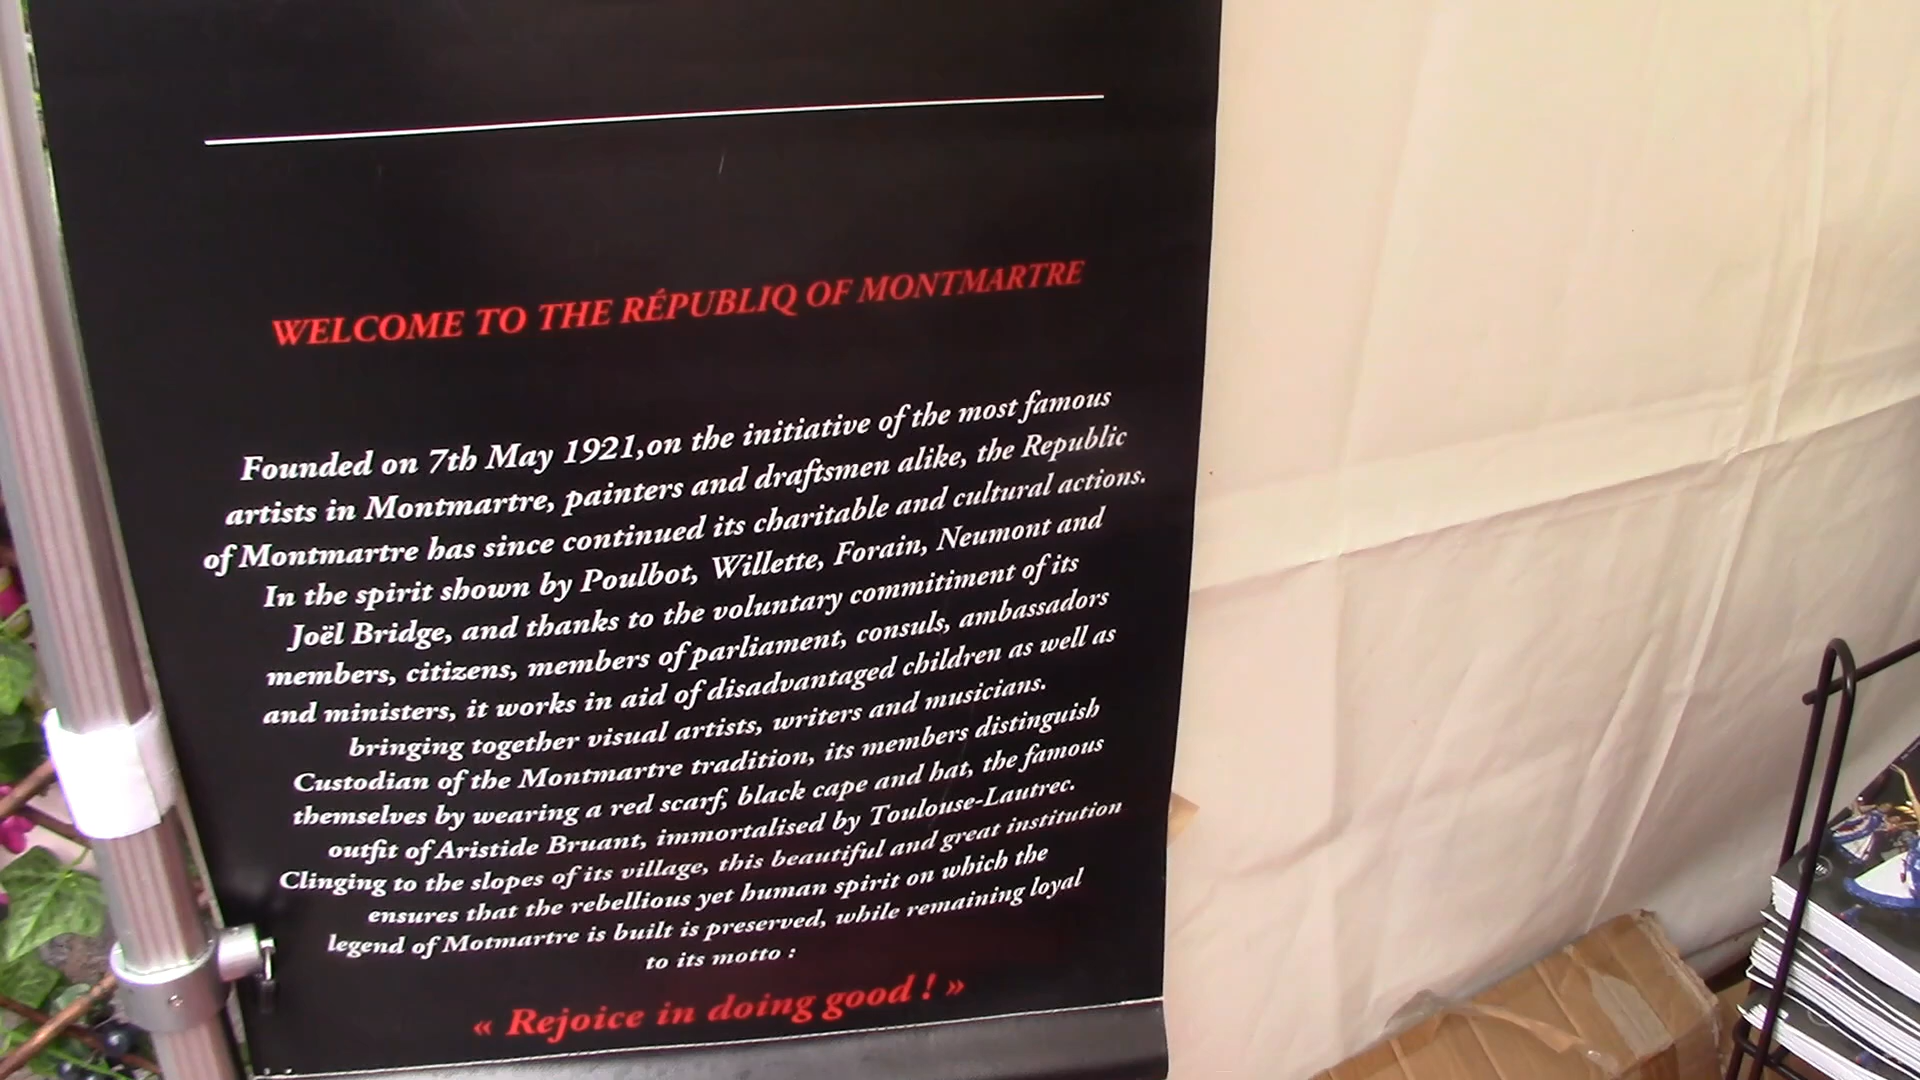 WELCOME TO THE RÉPUBLIQ OF MONTMARTRE
Founded on 7th May 1921,on the initiative of the most famous
artists in Montmartre, painters and draftsmen alike, the Republic
of Montmartre has since continued its charitable and cultural actions.
In the spirit shown by Poulbot, Willette, Forain, Neumont and
Joël Bridge, and thanks to the voluntary commitiment of its
members, citizens, members of parliament, consuls, ambassadors
and ministers, it works in aid of disadvantaged children as well as
bringing together visual artists, writers and musicians.
Custodian of the Montmartre tradition, its members distinguish
themselves by wearing a red scarf, black cape and hat, the famous
outfit of Aristide Bruant, immortalised by Toulouse-Lautrec.
Clinging to the slopes of its village, this beautiful and great institution
ensures that the rebellious yet human spirit on which the
legend of Motmartre is built is preserved, while remaining loyal
to its motto :
« Rejoice in doing good ! »